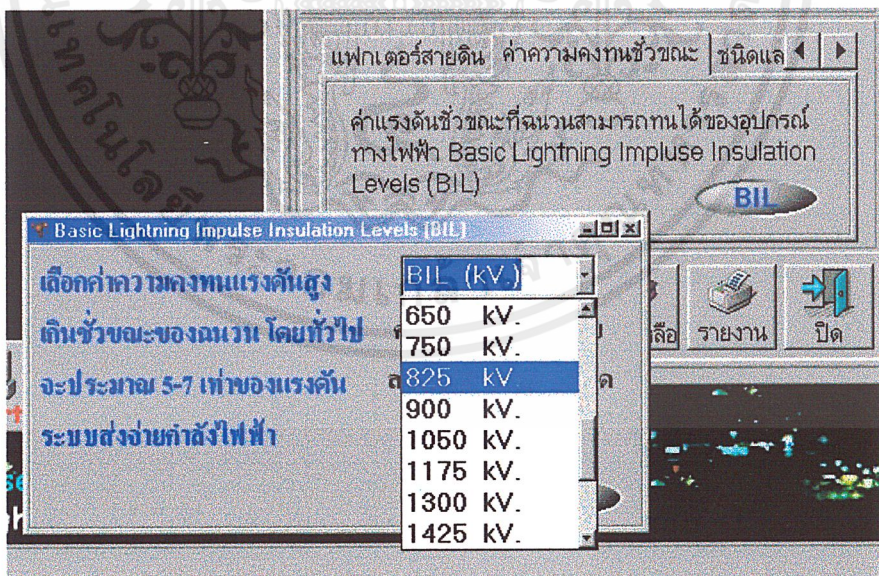 แฟกเตอร์สายดิน
ค่าความคงทนชั่วขณะ
ชนิดแล
ค่าแรงดันชั่วขณะที่ฉนวนสามารถทนได้ของอุปกรณ์
ทางไฟฟ้า Basic Lightning Impluse Insulation
Levels (BIL)
BIL
Basic Lightning Impulse Insulation Levels (BIL)
เลือกค่าความคงทนแรงดันสูง
เกินชั่วขณะของฉนวน โดยทั่วไป
จะประมาณ 5-7 เท่าของแรงดัน
ระบบส่งจ่ายกำลังไฟฟ้า
BIL (kV.)
650 kV.
750 kV.
825 kV.
900 kV.
1050 kV.
1175 kV.
1300 kV.
1425 kV.
รายงาน
ปิด